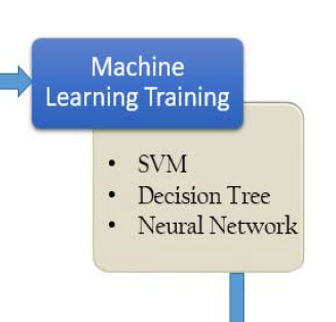 Machine
Learning Training
• SVM
• Decision Tree
• Neural Network